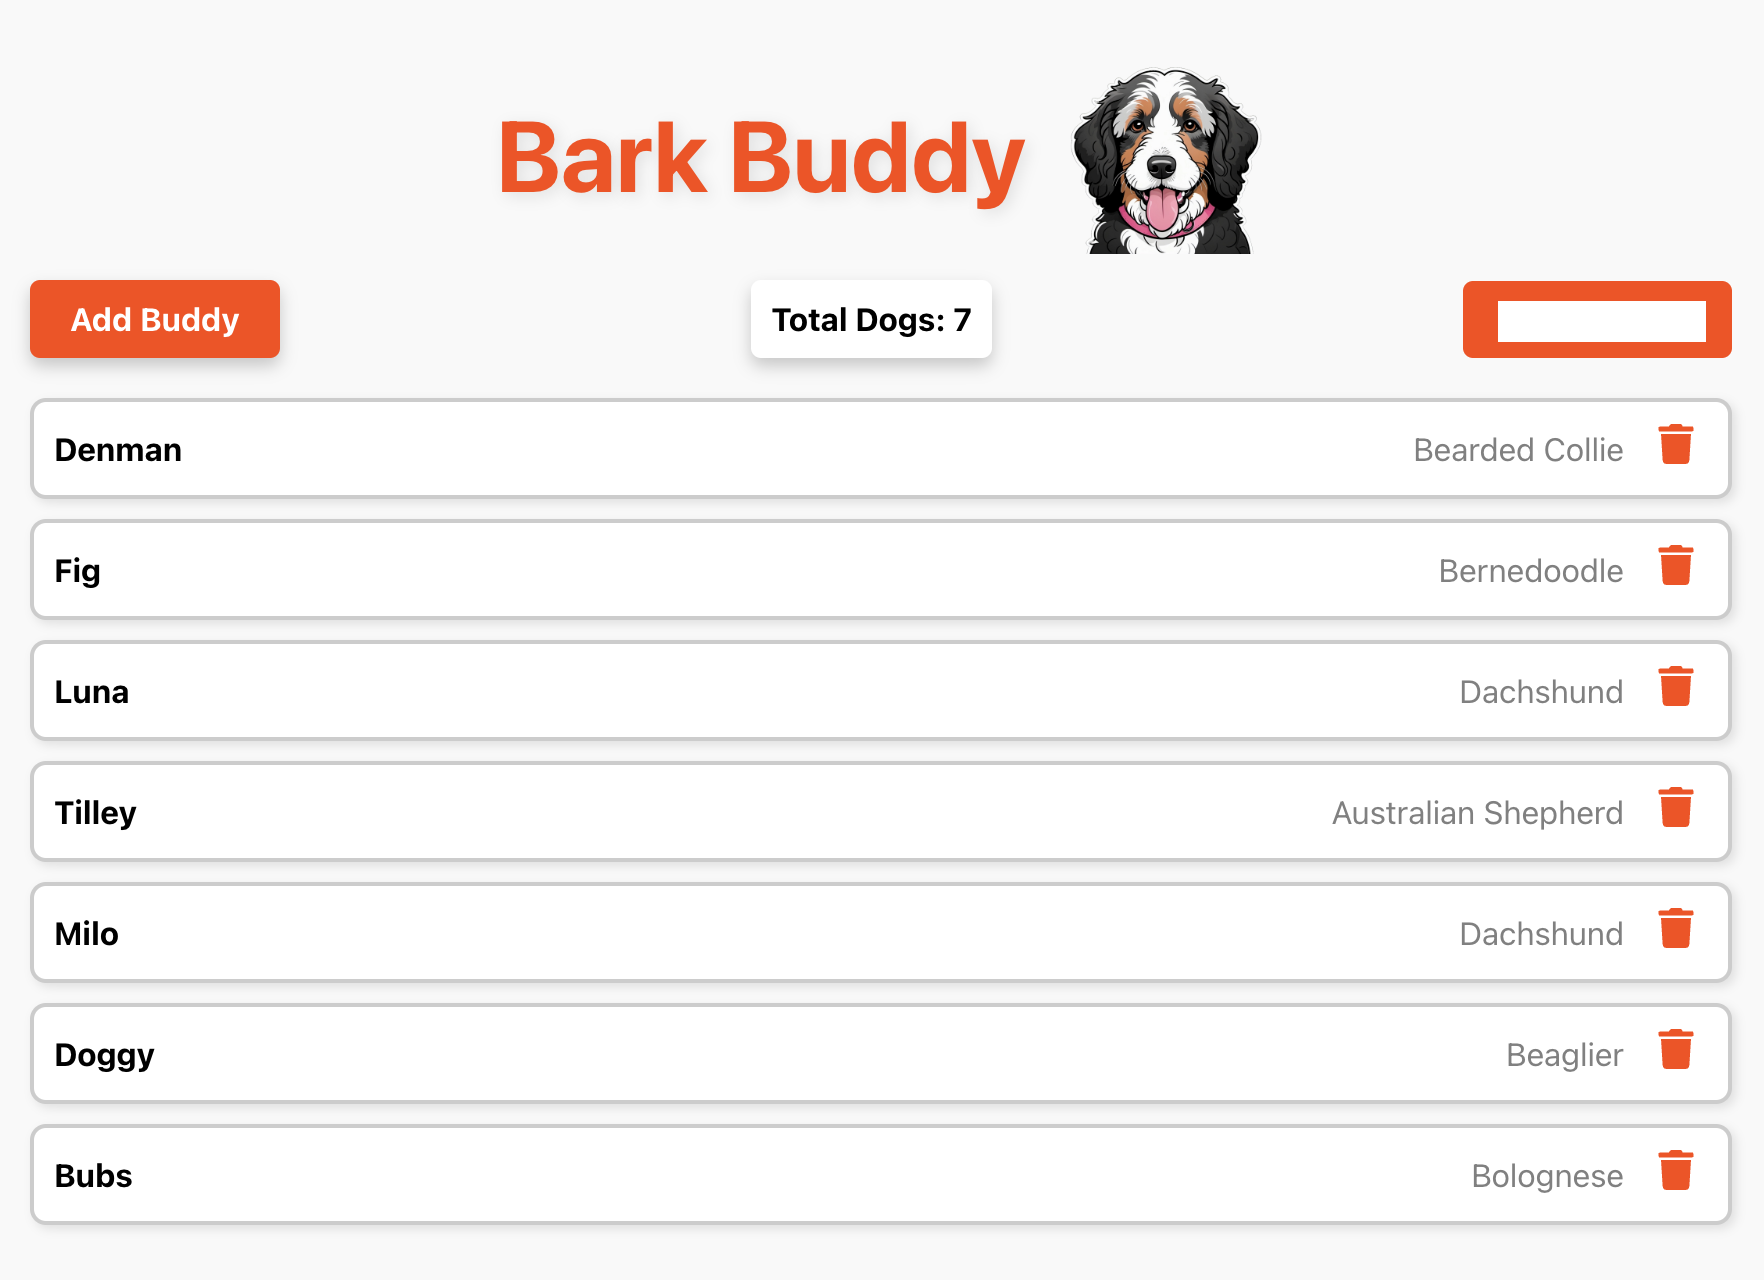 Bark Buddy
Add Buddy
Total Dogs: 7
Denman
Bearded Collie
Fig
Bernedoodle
Luna
Dachshund
Tilley
Australian Shepherd
Milo
Dachshund
Doggy
Beaglier
Bubs
Bolognese